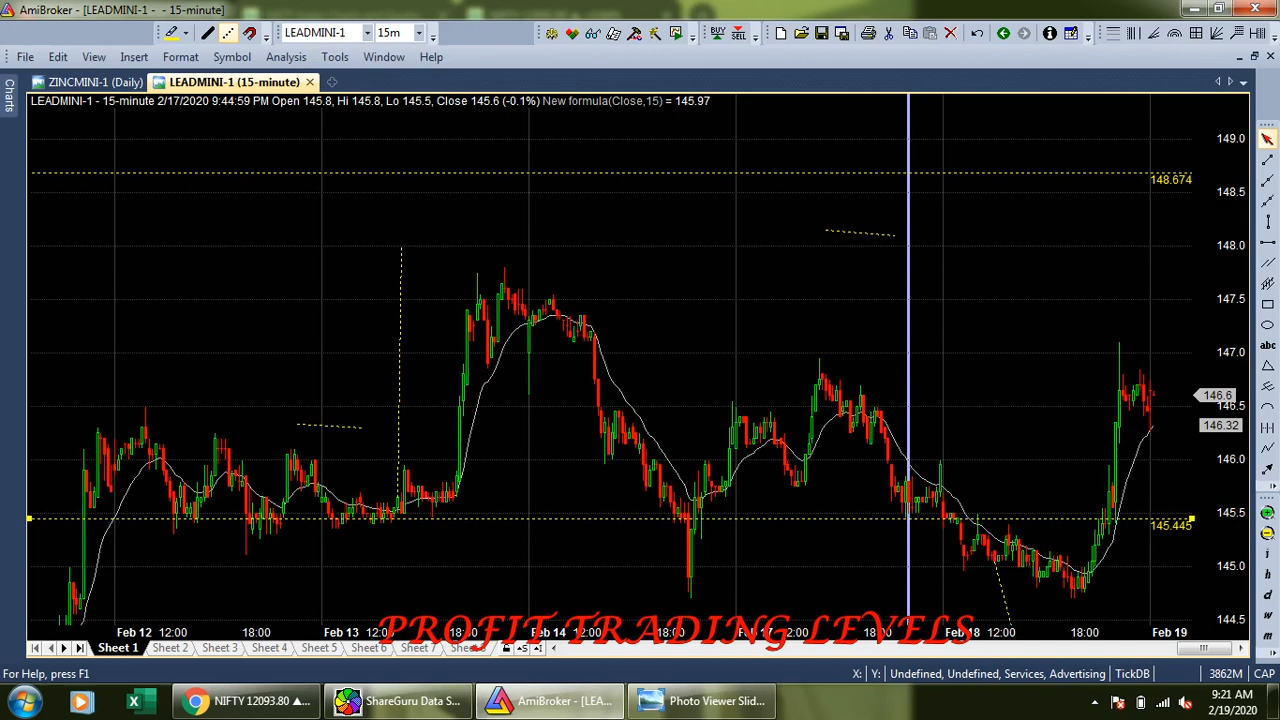 AmiBroker - [LEADMINI-1 - - 15-minute]
LEADMINI-1 15m
BUY SELL
File Edit View Insert Format Symbol Analysis Tools Window Help
ZINCMINI-1 (Daily) LEADMINI-1 (15-minute)
Charts
LEADMINI-1 - 15-minute 2/17/2020 9:44:59 PM Open 145.8, Hi 145.8, Lo 145.5, Close 145.6 (-0.1%) New formula(Close,15) = 145.97
149.0
148.674
148.5
148.0
147.5
147.0
146.6
146.5
146.32
146.0
145.5
145.445
145.0
144.5
abc
i
h
d
w
m
PROFIT TRADING LEVELS
Feb 12 12:00 18:00 Feb 13 12:00 18:00 Feb 14 12:00 18:00 Feb 17 12:00 18:00 Feb 18 12:00 18:00 Feb 19
Sheet 1 Sheet 2 Sheet 3 Sheet 4 Sheet 5 Sheet 6 Sheet 7
For Help, press F1 X: Y: Undefined, Undefined, Services, Advertising TickDB 3862M CAP
NIFTY 12093.80 ▲... ShareGuru Data S... AmiBroker - [LEA... Photo Viewer Slid...
9:21 AM
2/19/2020